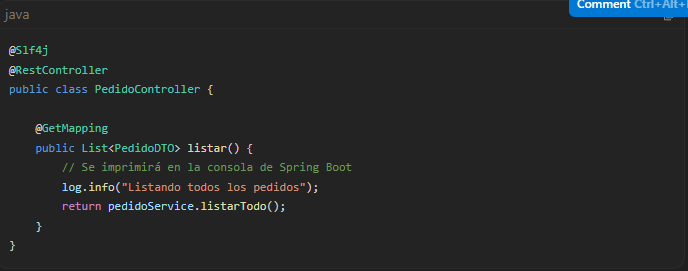 Comment Ctrl+Alt+
java
@Slf4j
@RestController
public class PedidoController {
@GetMapping
public List<PedidoDTO> listar() {
// Se imprimirá en la consola de Spring Boot
log.info("Listando todos los pedidos");
return pedidoService.listarTodo();
}
}